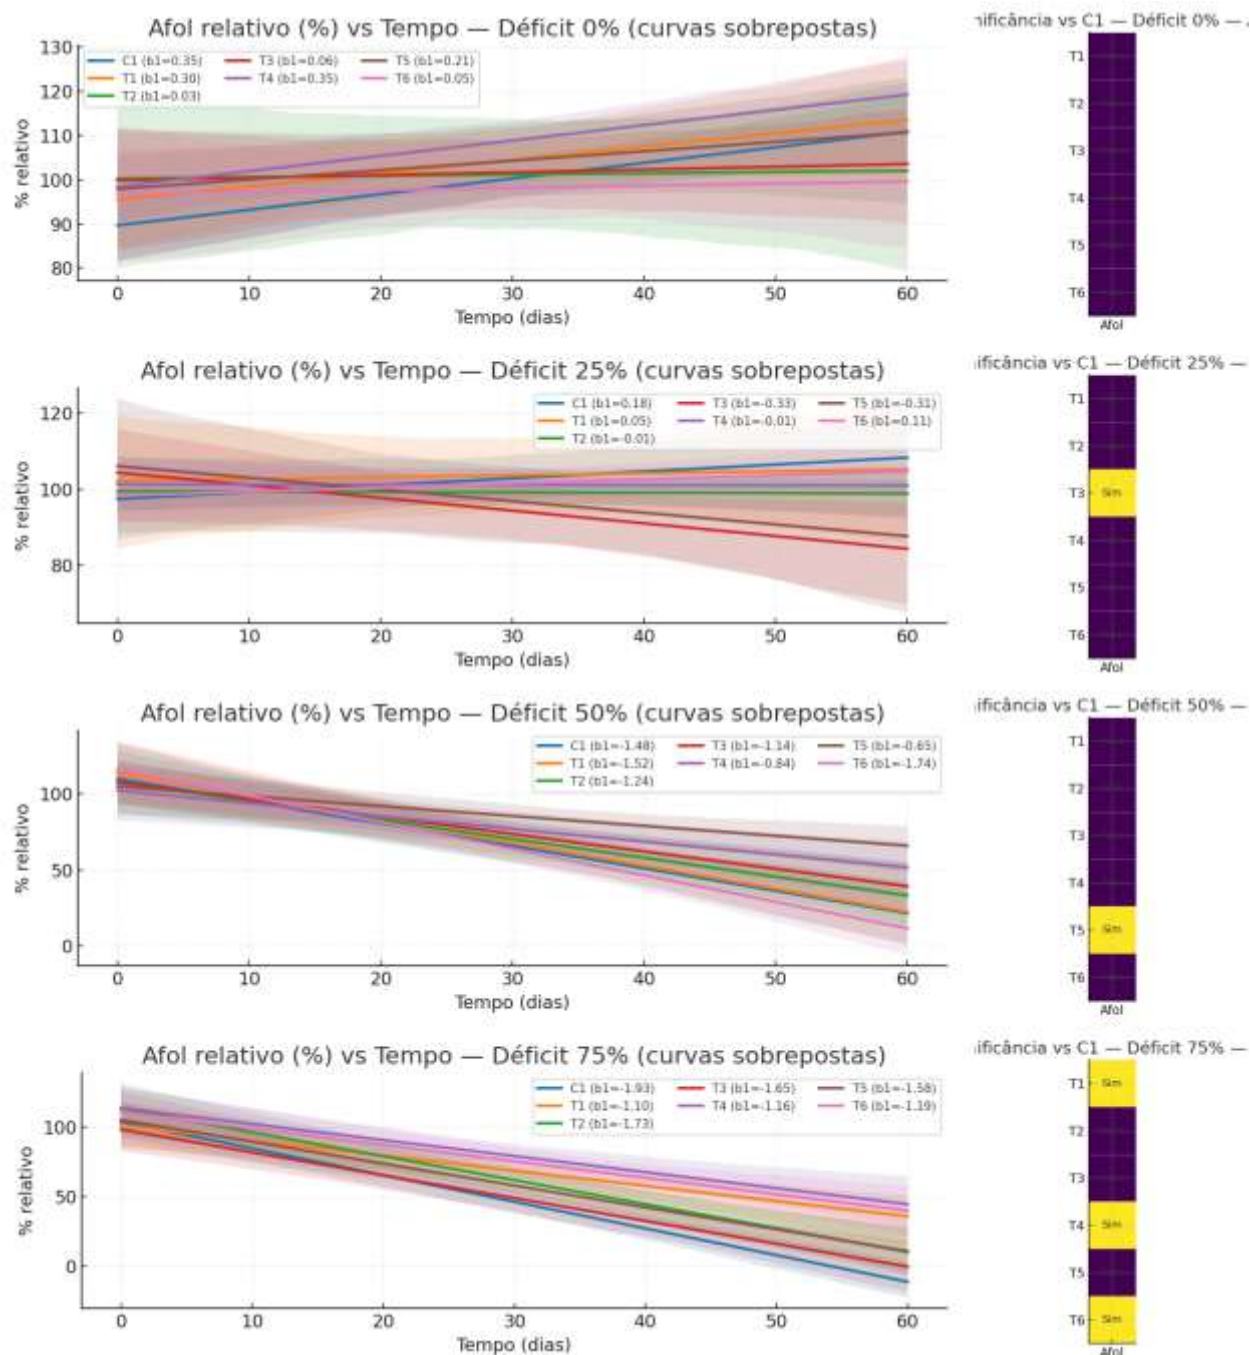 Afol relativo (%) vs Tempo — Déficit 0% (curvas sobrepostas)
nificância vs C1 — Déficit 0% —
130
120
110
100
90
80
% relativo
C1 (b1=0.35) T3 (b1=0.06) T5 (b1=0.21)
T1 (b1=0.30) T4 (b1=0.35) T6 (b1=0.05)
T2 (b1=0.03)
0 10 20 30 40 50 60
Tempo (dias)
T1
T2
T3
T4
T5
T6
Afol
Afol relativo (%) vs Tempo — Déficit 25% (curvas sobrepostas)
nificância vs C1 — Déficit 25% —
120
100
80
% relativo
C1 (b1=0.18) T3 (b1=-0.33) T5 (b1=-0.31)
T1 (b1=0.05) T4 (b1=-0.01) T6 (b1=0.11)
T2 (b1=-0.01)
0 10 20 30 40 50 60
Tempo (dias)
T1
T2
T3 Sim
T4
T5
T6
Afol
Afol relativo (%) vs Tempo — Déficit 50% (curvas sobrepostas)
nificância vs C1 — Déficit 50% —
100
50
0
% relativo
C1 (b1=-1.48) T3 (b1=-1.14) T5 (b1=-0.65)
T1 (b1=-1.52) T4 (b1=-0.84) T6 (b1=-1.74)
T2 (b1=-1.24)
0 10 20 30 40 50 60
Tempo (dias)
T1
T2
T3
T4
T5 Sim
T6
Afol
Afol relativo (%) vs Tempo — Déficit 75% (curvas sobrepostas)
nificância vs C1 — Déficit 75% —
100
50
0
% relativo
C1 (b1=-1.93) T3 (b1=-1.65) T5 (b1=-1.58)
T1 (b1=-1.10) T4 (b1=-1.16) T6 (b1=-1.19)
T2 (b1=-1.73)
0 10 20 30 40 50 60
Tempo (dias)
T1 Sim
T2
T3
T4 Sim
T5
T6 Sim
Afol